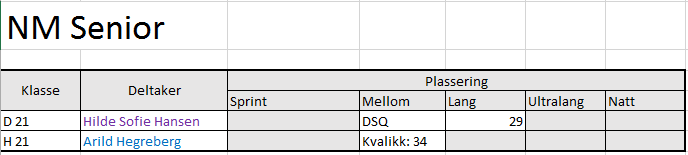 NM Senior
Klasse Deltaker Plassering
Sprint Mellom Lang Ultralang Natt
D 21 Hilde Sofie Hansen DSQ 29
H 21 Arild Hegreberg Kvalikk: 34